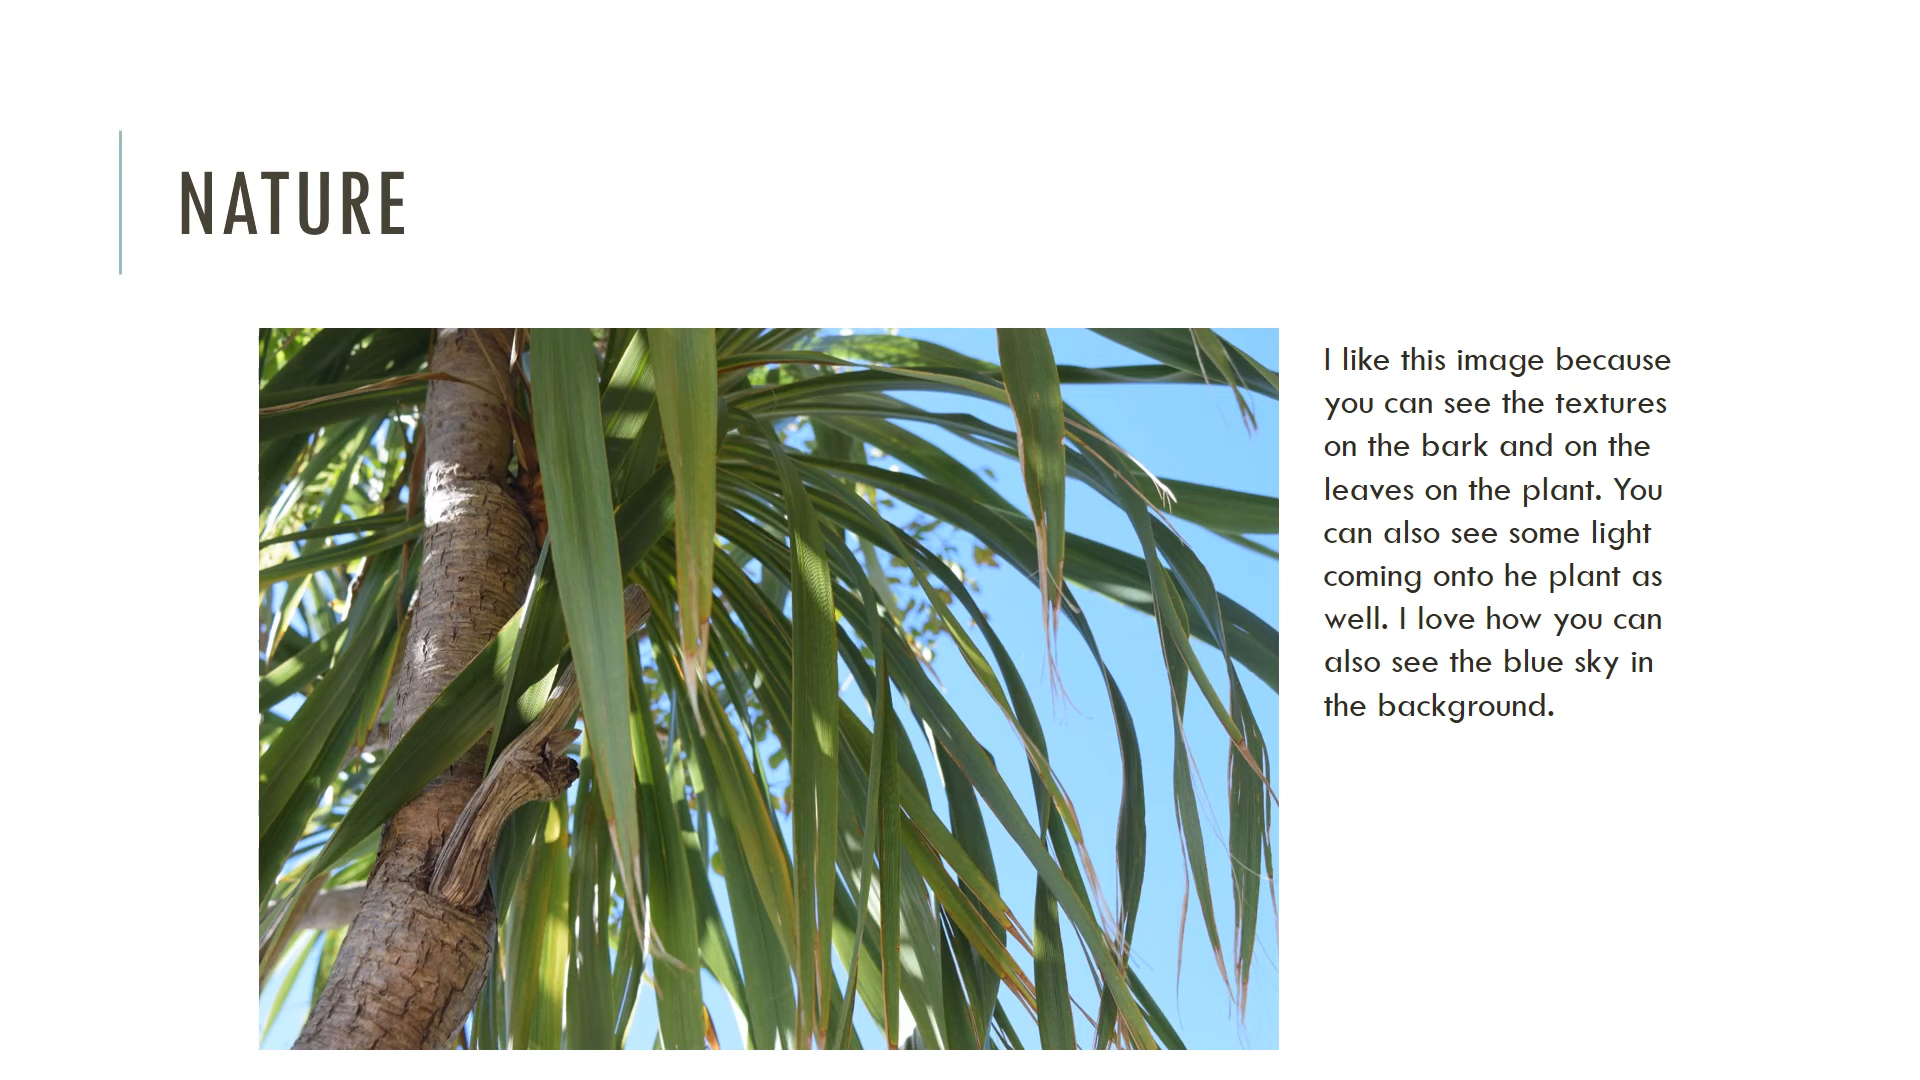 NATURE
I like this image because
you can see the textures
on the bark and on the
leaves on the plant. You
can also see some light
coming onto he plant as
well. I love how you can
also see the blue sky in
the background.